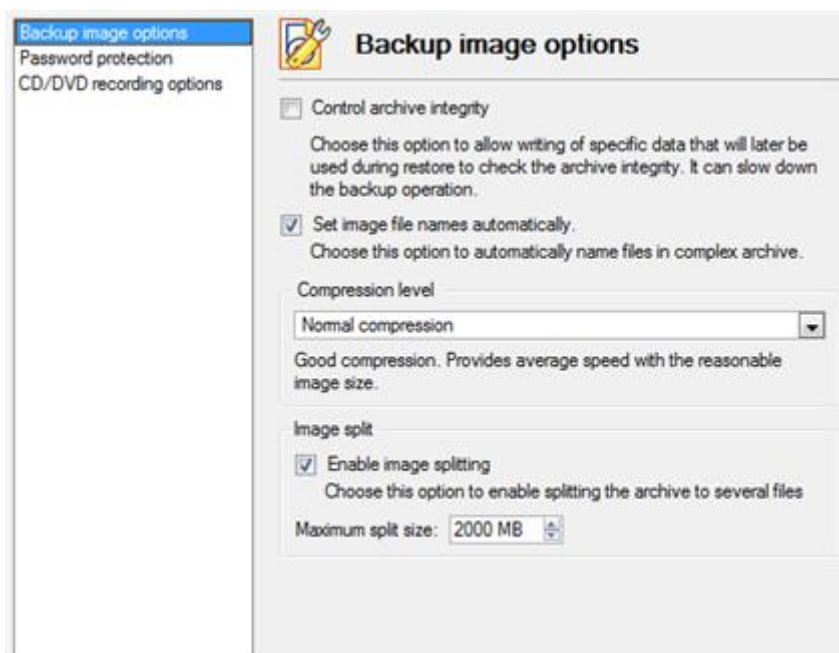 Backup image options
Password protection
CD/DVD recording options
Backup image options
Control archive integrity
Choose this option to allow writing of specific data that will later be
used during restore to check the archive integrity. It can slow down
the backup operation.
Set image file names automatically.
Choose this option to automatically name files in complex archive.
Compression level
Normal compression
Good compression. Provides average speed with the reasonable
image size.
Image split
Enable image splitting
Choose this option to enable splitting the archive to several files
Maximum split size: 2000 MB